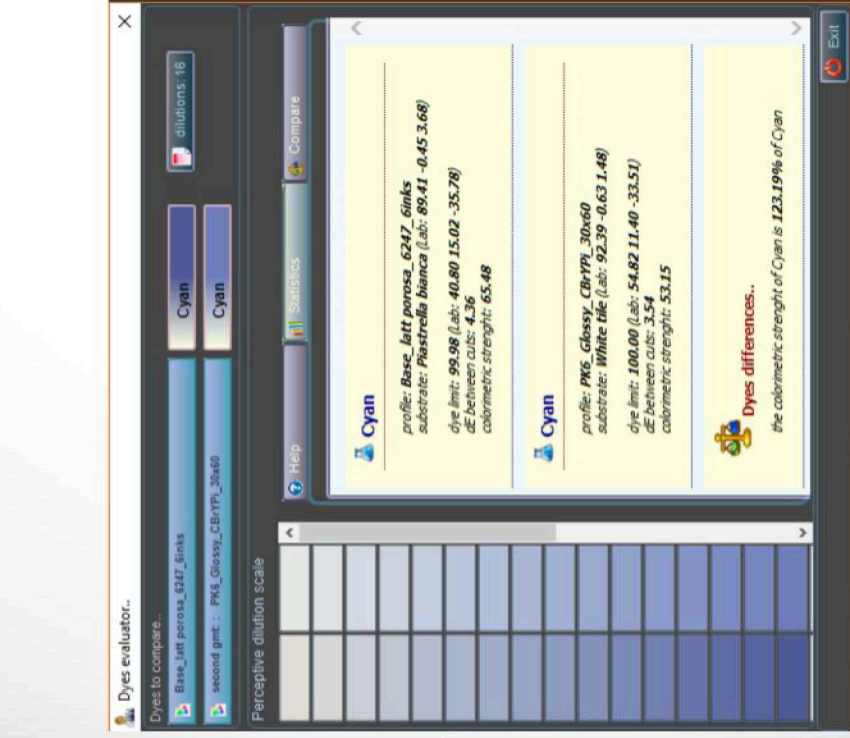 Dyes evaluator..
Dyes to compare..
Base_latt porosa_6247_6inks
Cyan
dilutions: 16
second gmt: : PK6_Glossy_CBrYPi_30x60
Cyan
Perceptive dilution scale
Help
Statistics
Compare
Cyan
profile: Base_latt porosa_6247_6inks
substrate: Piastrella bianca (Lab: 89.41 -0.45 3.68)
dye limit: 99.98 (Lab: 40.80 15.02 -35.78)
dE between cuts: 4.36
colorimetric strenght: 65.48
Cyan
profile: PK6_Glossy_CBrYPi_30x60
substrate: White tile (Lab: 92.39 -0.63 1.48)
dye limit: 100.00 (Lab: 54.82 11.40 -33.51)
dE between cuts: 3.54
colorimetric strenght: 53.15
Dyes differences..
the colorimetric strenght of Cyan is 123.19% of Cyan
Exit